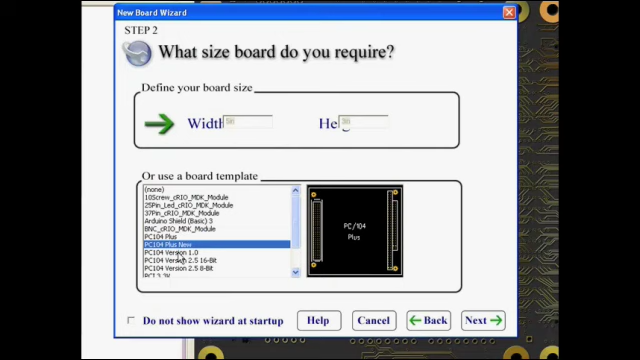 New Board Wizard
STEP 2
What size board do you require?
Define your board size
Width
Or use a board template
(none)
10Screw_cRIO_MDK_Module
25Pin_Led_cRIO_MDK_Module
37Pin_cRIO_MDK_Module
Arduino Shield (Basic) 3
BNC_cRIO_MDK_Module
PC104 Plus
PC104 Plus New
PC104 Version 1.0
PC104 Version 2.5 16-Bit
PC104 Version 2.5 8-Bit
PC/104
Plus
Do not show wizard at startup
Help
Cancel
Back
Next